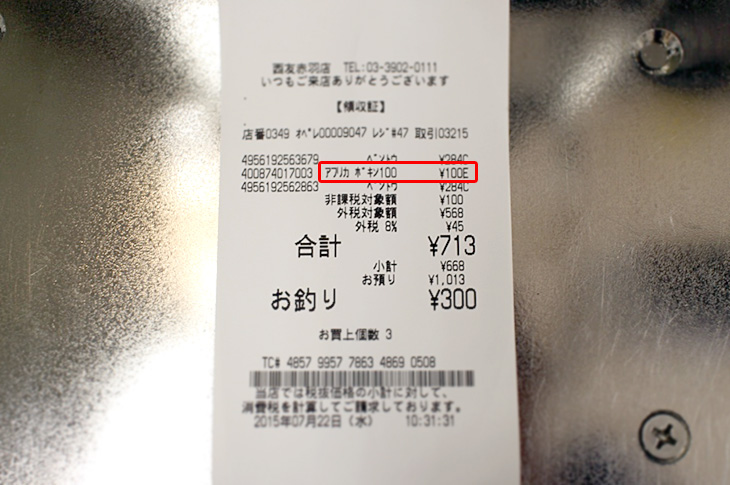 西友赤羽店 TEL:03-3902-0111
いつもご来店ありがとうございます
【領収証】
店番0349 ｵﾍﾟﾚ00009047 ﾚｼﾞ#47 取引03215
4956192563679 ﾍﾞﾝﾄｳ ¥284C
400874017003 ｱﾌﾘｶ ﾎﾞｷﾝ100 ¥100E
4956192562863 ﾍﾞﾝﾄｳ ¥284C
非課税対象額 ¥100
外税対象額 ¥568
外税 8% ¥45
合計 ¥713
小計 ¥668
お預り ¥1,013
お釣り ¥300
お買上個数 3
TC# 4857 9957 7863 4869 0508
当店では税抜価格の小計に対して、
消費税を計算してご請求しております。
2015年07月22日 (水) 10:31:31